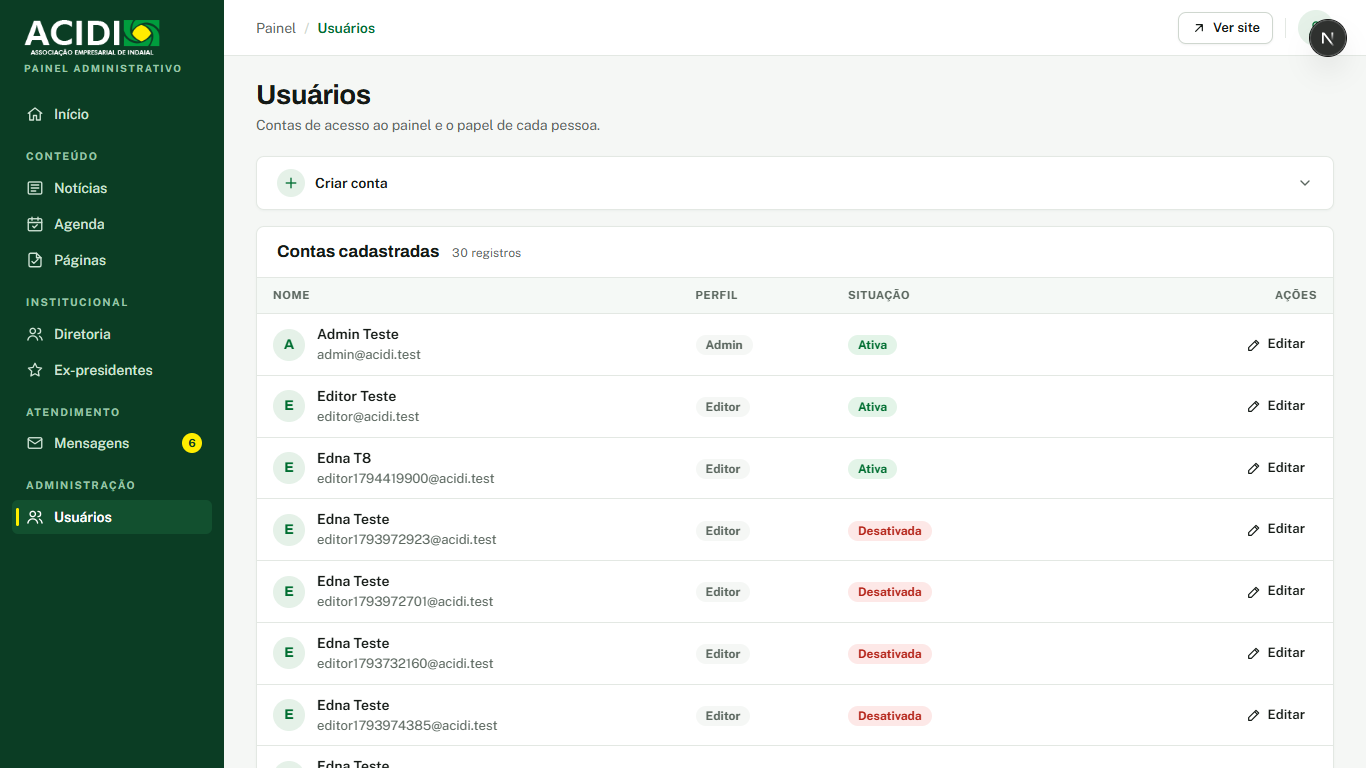 ACIDI
ASSOCIAÇÃO EMPRESARIAL DE INDAIAL
PAINEL ADMINISTRATIVO
Início
CONTEÚDO
Notícias
Agenda
Páginas
INSTITUCIONAL
Diretoria
Ex-presidentes
ATENDIMENTO
Mensagens 6
ADMINISTRAÇÃO
Usuários
Painel / Usuários
Ver site
N
Usuários
Contas de acesso ao painel e o papel de cada pessoa.
Criar conta
Contas cadastradas 30 registros
NOME PERFIL SITUAÇÃO AÇÕES
A Admin Teste
admin@acidi.test
Admin Ativa Editar
E Editor Teste
editor@acidi.test
Editor Ativa Editar
E Edna T8
editor1794419900@acidi.test
Editor Ativa Editar
E Edna Teste
editor1793972923@acidi.test
Editor Desativada Editar
E Edna Teste
editor1793972701@acidi.test
Editor Desativada Editar
E Edna Teste
editor1793732160@acidi.test
Editor Desativada Editar
E Edna Teste
editor1793974385@acidi.test
Editor Desativada Editar
Edna Teste